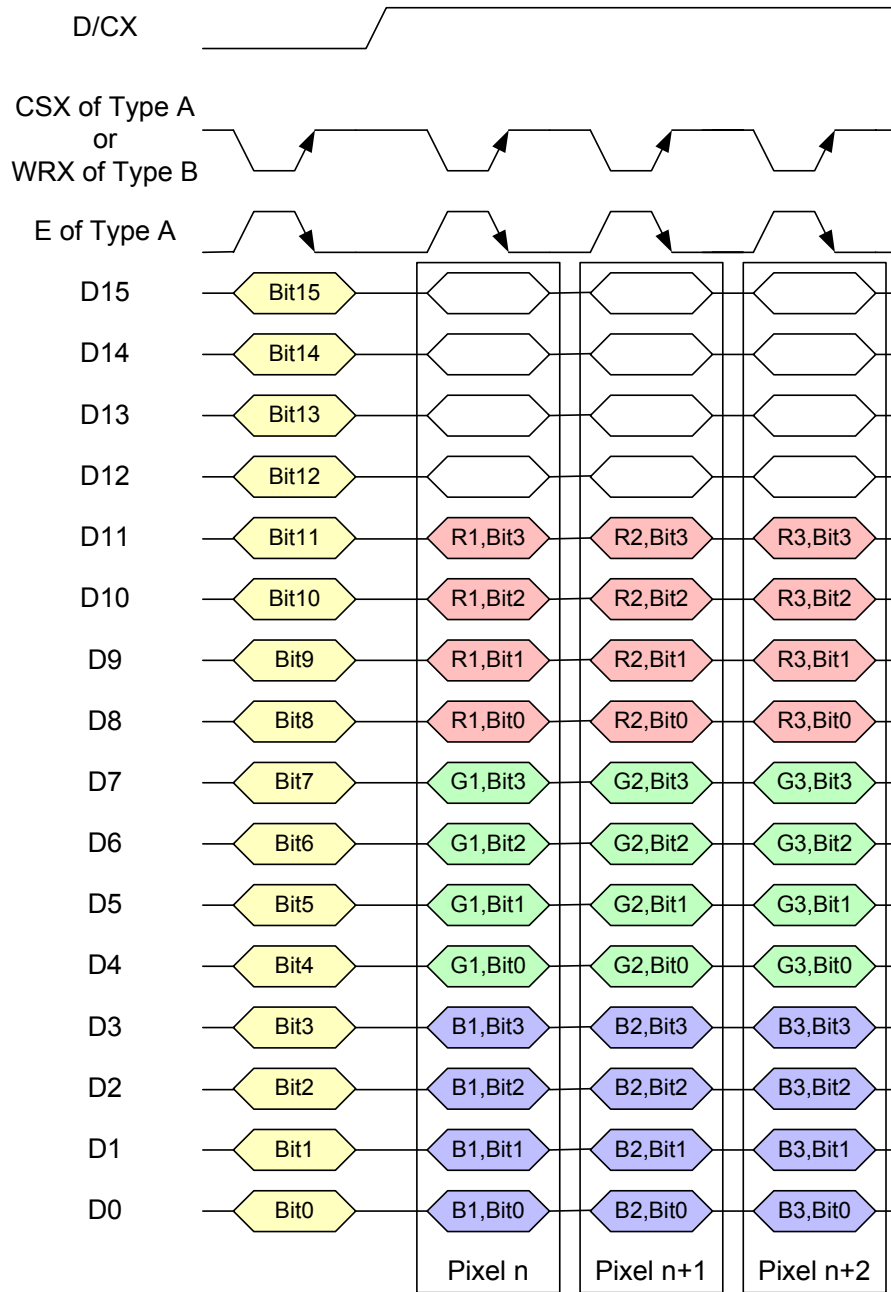 D/CX
CSX of Type A
or
WRX of Type B
E of Type A
D15 Bit15
D14 Bit14
D13 Bit13
D12 Bit12
D11 Bit11 R1,Bit3 R2,Bit3 R3,Bit3
D10 Bit10 R1,Bit2 R2,Bit2 R3,Bit2
D9 Bit9 R1,Bit1 R2,Bit1 R3,Bit1
D8 Bit8 R1,Bit0 R2,Bit0 R3,Bit0
D7 Bit7 G1,Bit3 G2,Bit3 G3,Bit3
D6 Bit6 G1,Bit2 G2,Bit2 G3,Bit2
D5 Bit5 G1,Bit1 G2,Bit1 G3,Bit1
D4 Bit4 G1,Bit0 G2,Bit0 G3,Bit0
D3 Bit3 B1,Bit3 B2,Bit3 B3,Bit3
D2 Bit2 B1,Bit2 B2,Bit2 B3,Bit2
D1 Bit1 B1,Bit1 B2,Bit1 B3,Bit1
D0 Bit0 B1,Bit0 B2,Bit0 B3,Bit0
Pixel n Pixel n+1 Pixel n+2